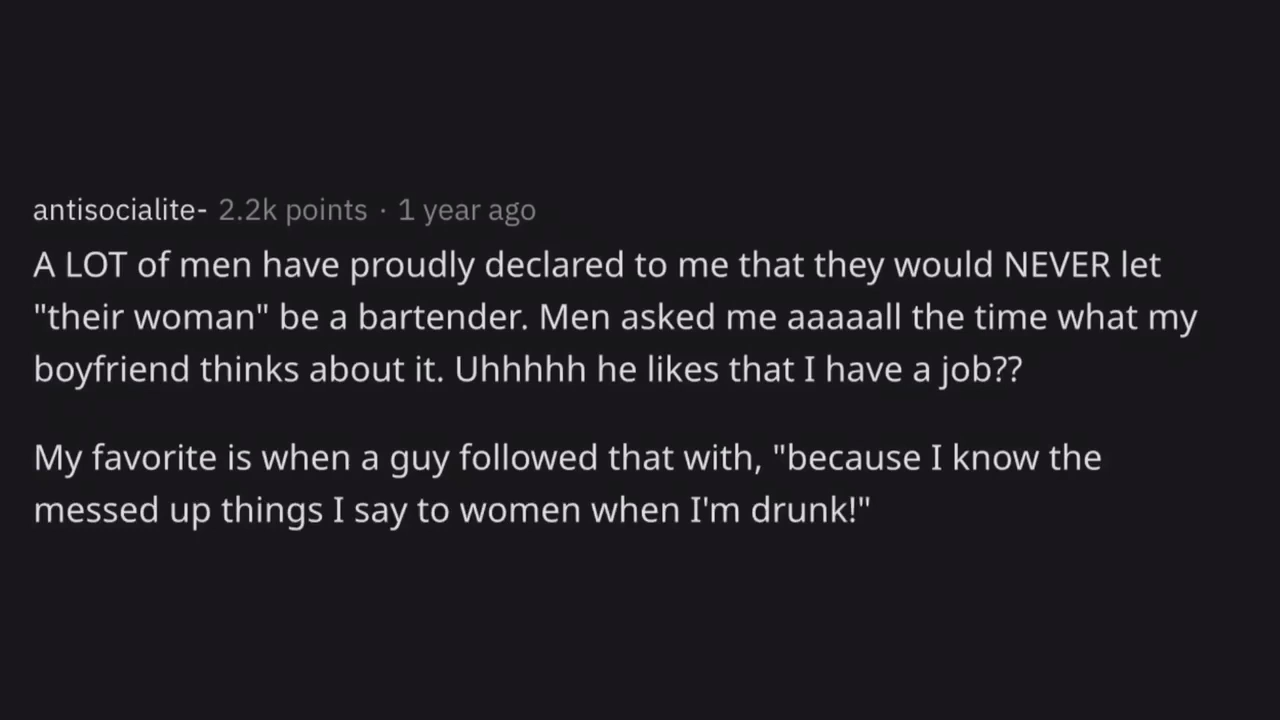 antisocialite- 2.2k points · 1 year ago
A LOT of men have proudly declared to me that they would NEVER let
"their woman" be a bartender. Men asked me aaaaall the time what my
boyfriend thinks about it. Uhhhhh he likes that I have a job??
My favorite is when a guy followed that with, "because I know the
messed up things I say to women when I'm drunk!"